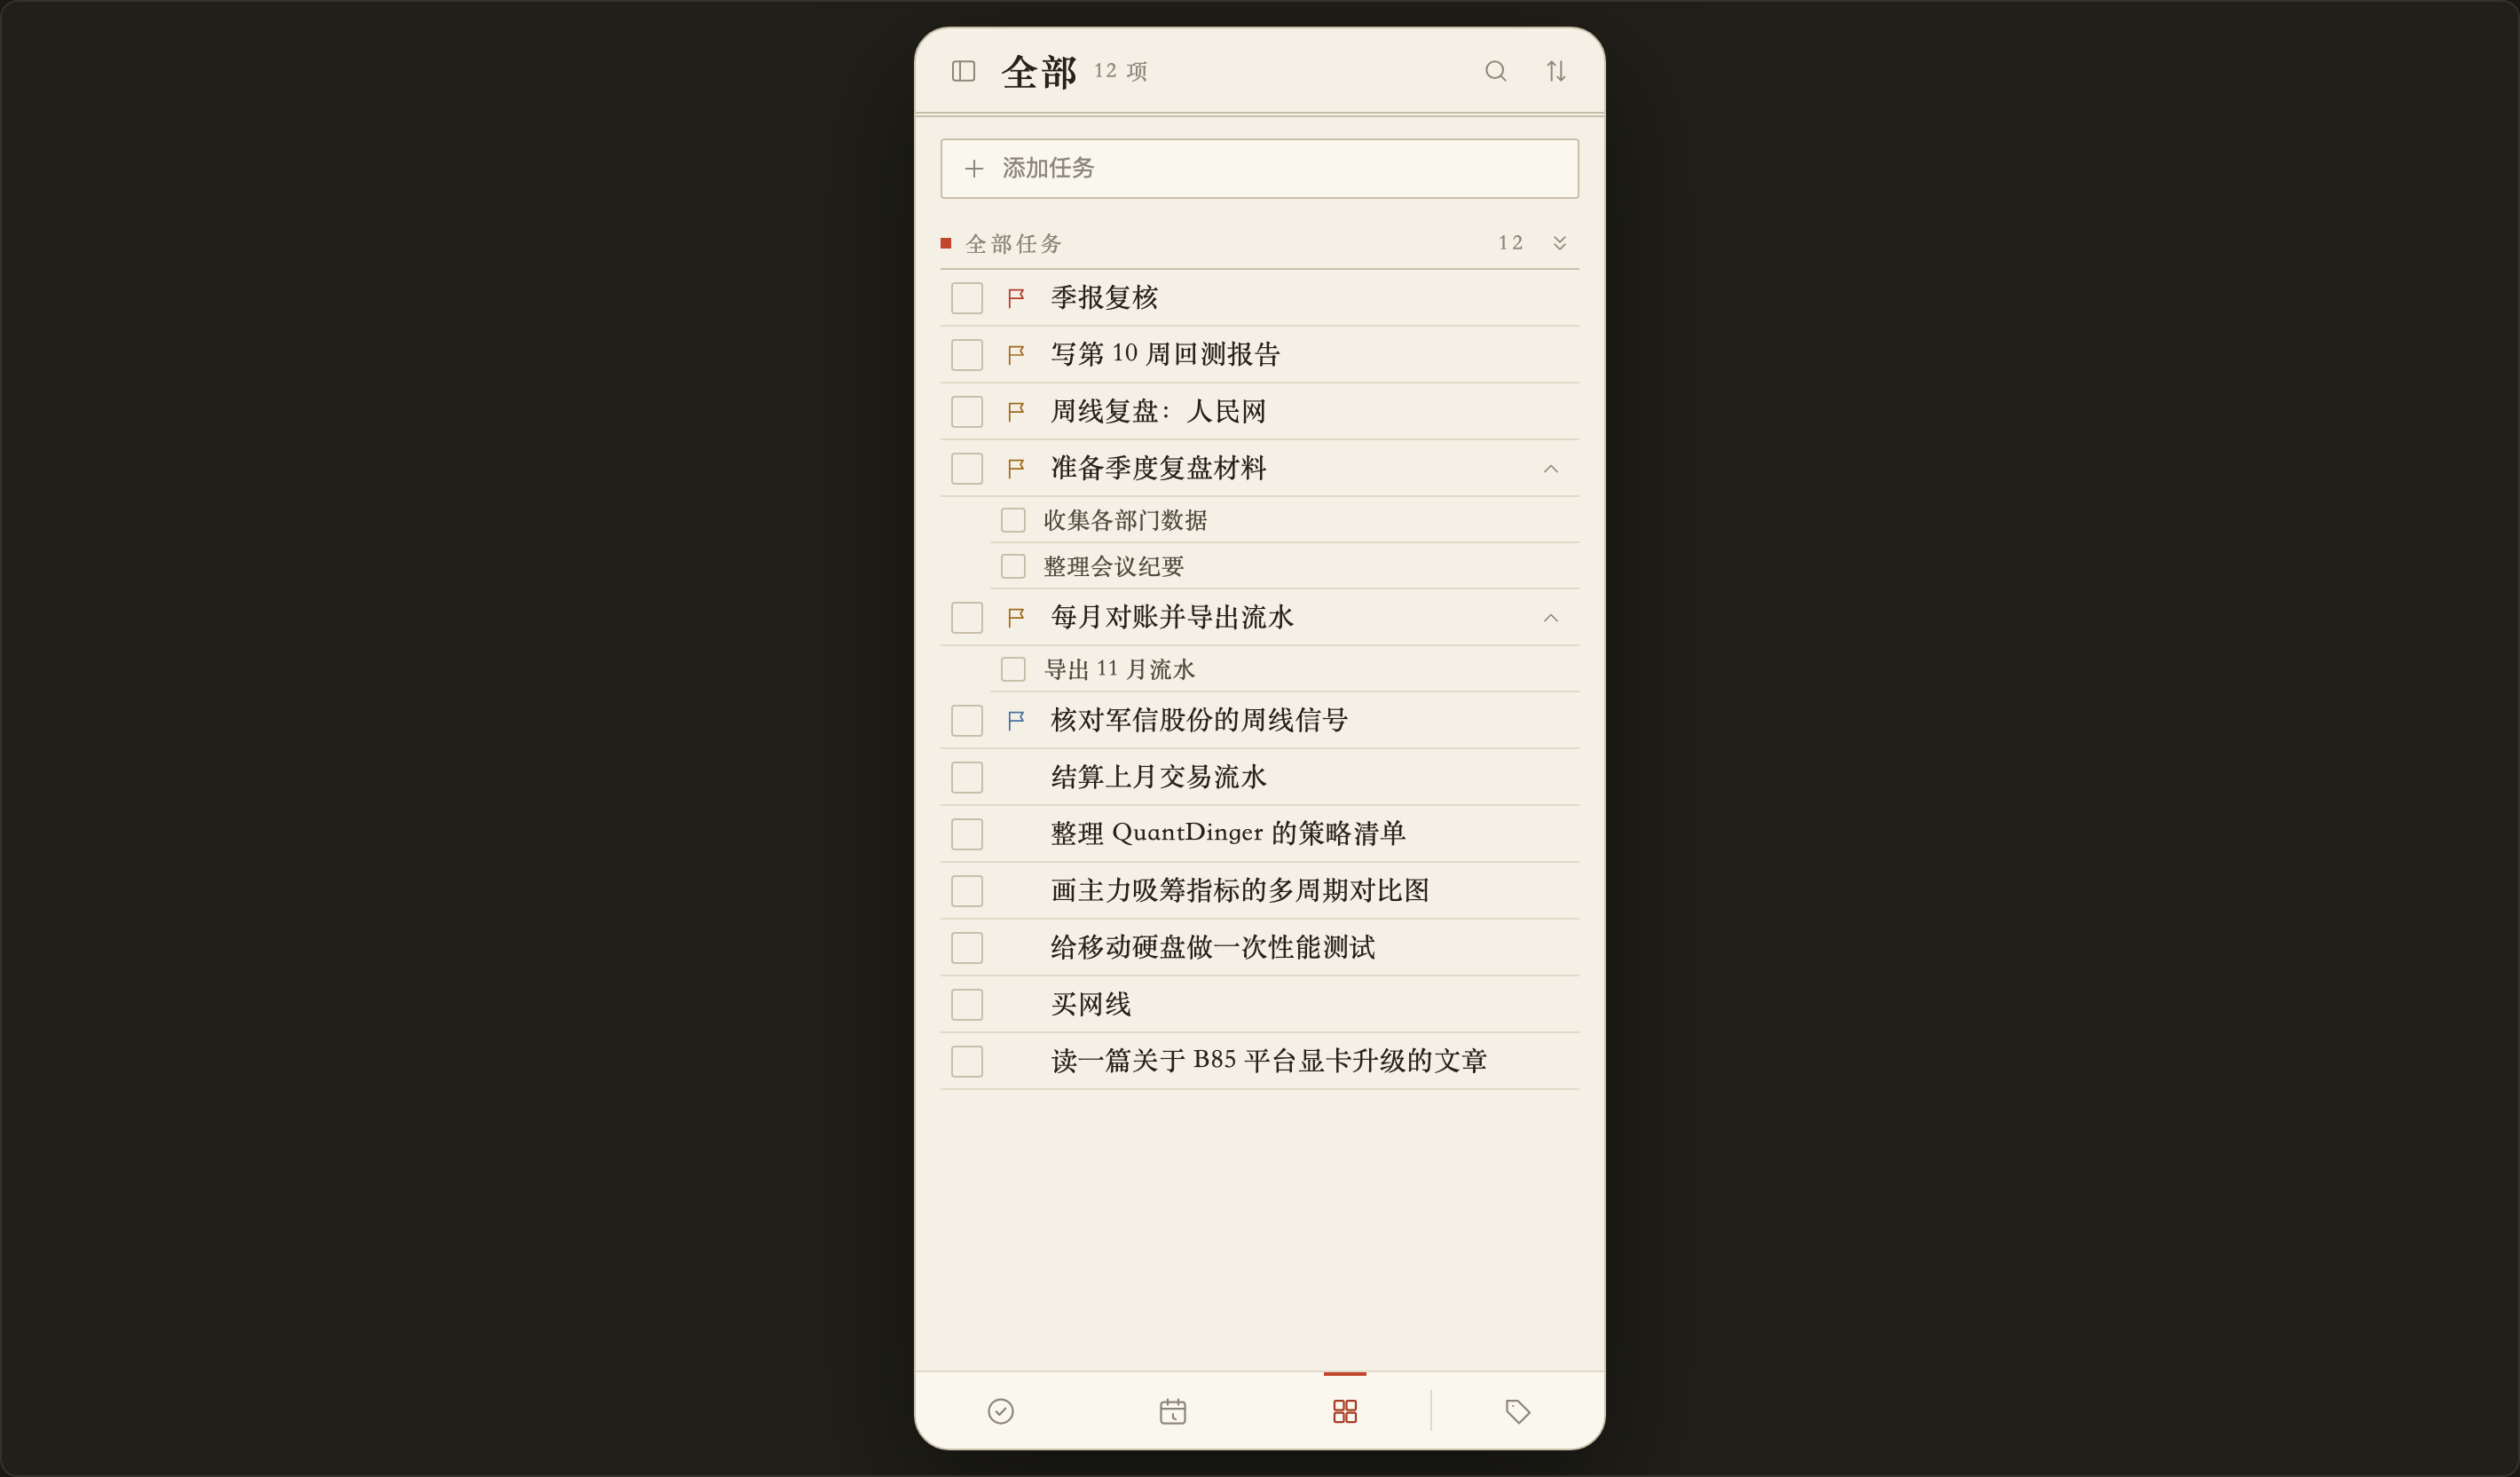 全部 12 项
添加任务
全部任务 12
季报复核
写第 10 周回测报告
周线复盘：人民网
准备季度复盘材料
收集各部门数据
整理会议纪要
每月对账并导出流水
导出 11 月流水
核对军信股份的周线信号
结算上月交易流水
整理 QuantDinger 的策略清单
画主力吸筹指标的多周期对比图
给移动硬盘做一次性能测试
买网线
读一篇关于 B85 平台显卡升级的文章